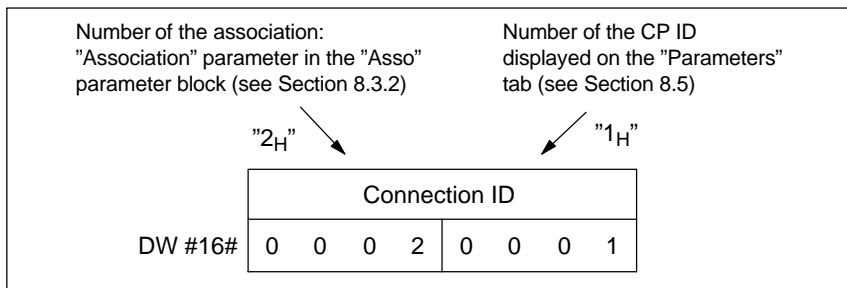 Number of the association:
”Association” parameter in the ”Asso”
parameter block (see Section 8.3.2)
Number of the CP ID
displayed on the ”Parameters”
tab (see Section 8.5)
”2H”
”1H”
Connection ID
DW #16# 0 0 0 2 0 0 0 1